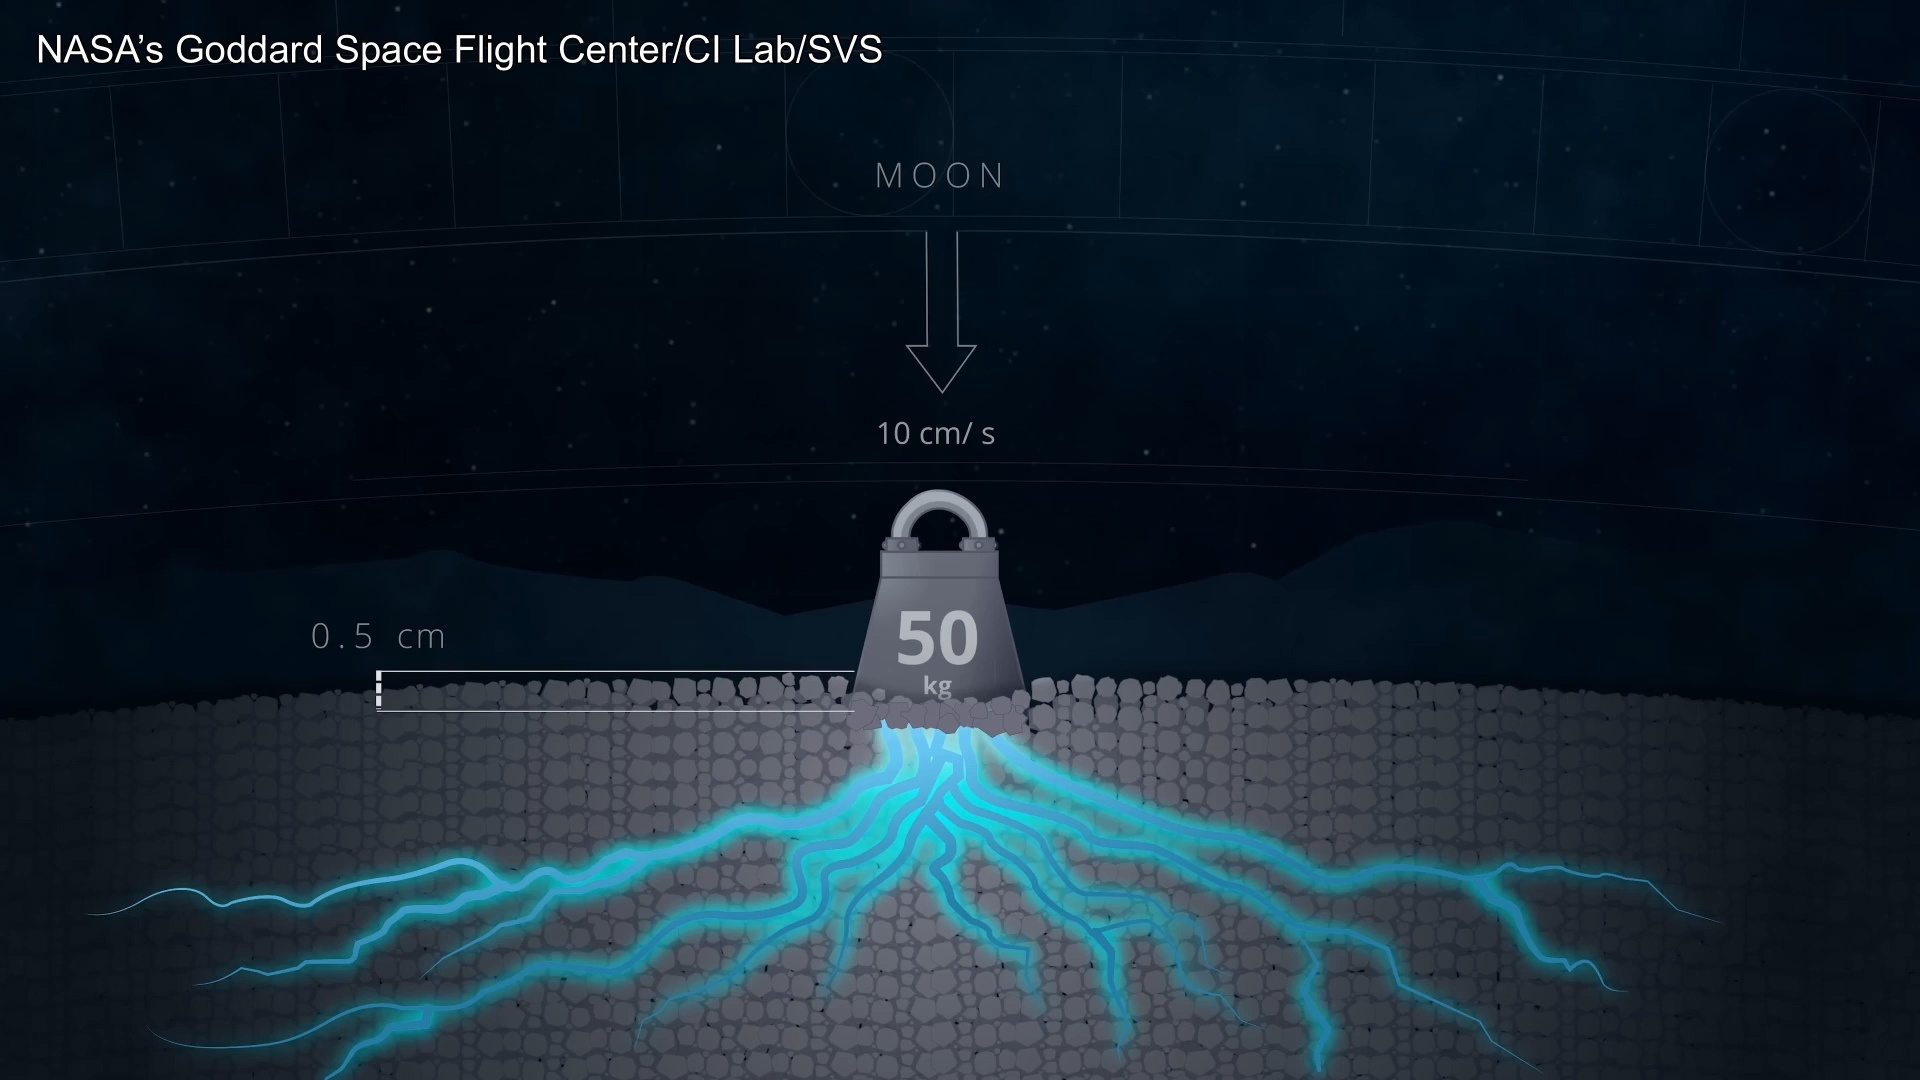 NASA’s Goddard Space Flight Center/CI Lab/SVS
MOON
10 cm/ s
0.5 cm
50
kg